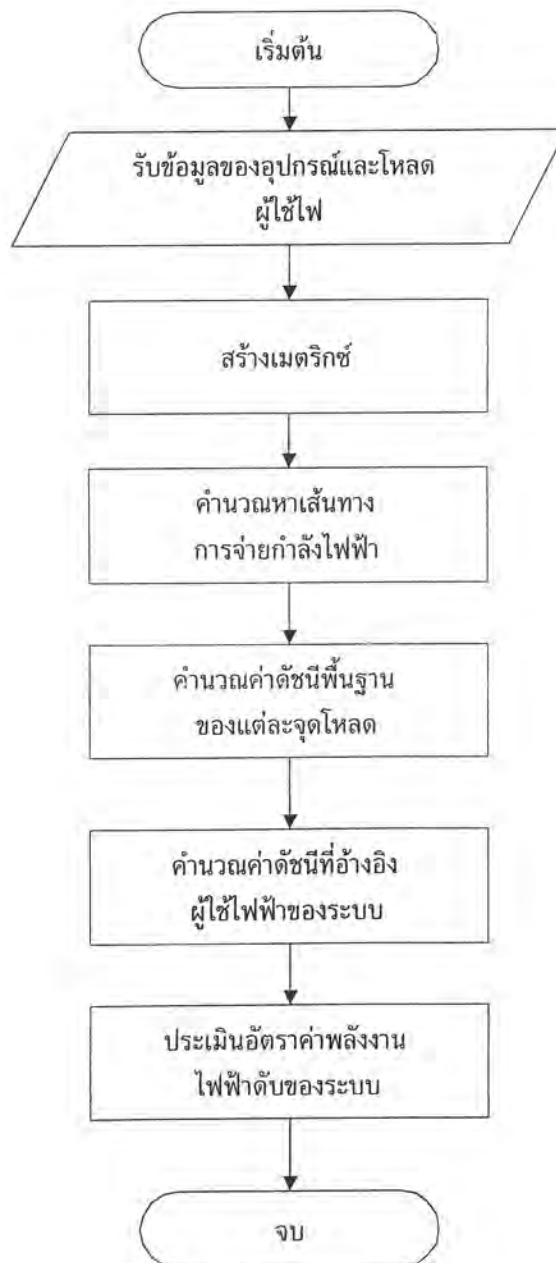 เริ่มต้น
รับข้อมูลของอุปกรณ์และโหลด
ผู้ใช้ไฟ
สร้างเมตริกซ์
คำนวณหาเส้นทาง
การจ่ายกำลังไฟฟ้า
คำนวณค่าดัชนีพื้นฐาน
ของแต่ละจุดโหลด
คำนวณค่าดัชนีที่อ้างอิง
ผู้ใช้ไฟฟ้าของระบบ
ประเมินอัตราค่าพลังงาน
ไฟฟ้าดับของระบบ
จบ